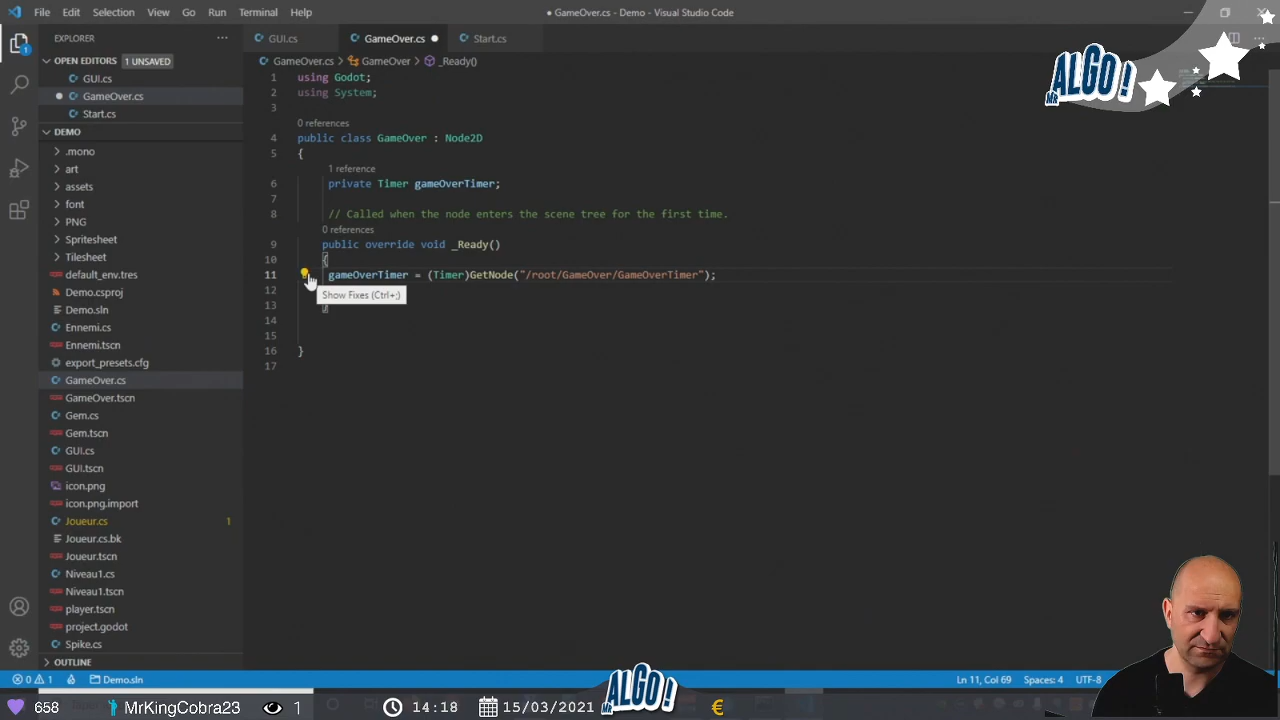 File Edit Selection View Go Run Terminal Help
● GameOver.cs - Demo - Visual Studio Code
EXPLORER
OPEN EDITORS 1 UNSAVED
GUI.cs
GameOver.cs
Start.cs
DEMO
.mono
art
assets
font
PNG
Spritesheet
Tilesheet
default_env.tres
Demo.csproj
Demo.sln
Ennemi.cs
Ennemi.tscn
export_presets.cfg
GameOver.cs
GameOver.tscn
Gem.cs
Gem.tscn
GUI.cs
GUI.tscn
icon.png
icon.png.import
Joueur.cs 1
Joueur.cs.bk
Joueur.tscn
Niveau1.cs
Niveau1.tscn
player.tscn
project.godot
Spike.cs
OUTLINE
GUI.cs GameOver.cs ● Start.cs
GameOver.cs > GameOver > _Ready()
1 using Godot;
2 using System;
3
0 references
4 public class GameOver : Node2D
5 {
1 reference
6 private Timer gameOverTimer;
7
8 // Called when the node enters the scene tree for the first time.
0 references
9 public override void _Ready()
10 {
11 gameOverTimer = (Timer)GetNode("/root/GameOver/GameOverTimer");
12
Show Fixes (Ctrl+;)
13 }
14
15
16 }
17
MR ALGO !
0 1 Demo.sln
Ln 11, Col 69 Spaces: 4 UTF-8
658 MrKingCobra23 1 14:18 15/03/2021 MR ALGO ! €